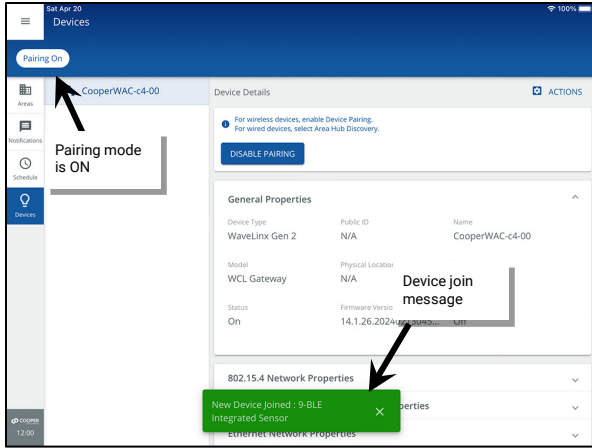 Sat Apr 20
100%
Devices
Pairing On
Areas
Notifications
Schedule
Devices
COOPER
12:00
CooperWAC-c4-00
Pairing mode
is ON
Device Details
ACTIONS
For wireless devices, enable Device Pairing.
For wired devices, select Area Hub Discovery.
DISABLE PAIRING
General Properties
Device Type
Public ID
Name
WaveLinx Gen 2
N/A
CooperWAC-c4-00
Model
Physical Location
WCL Gateway
N/A
Device join
message
Status
Firmware Versio
On
Off
802.15.4 Network Properties
New Device Joined : 9-BLE
Integrated Sensor
perties
Ethernet Network Properties